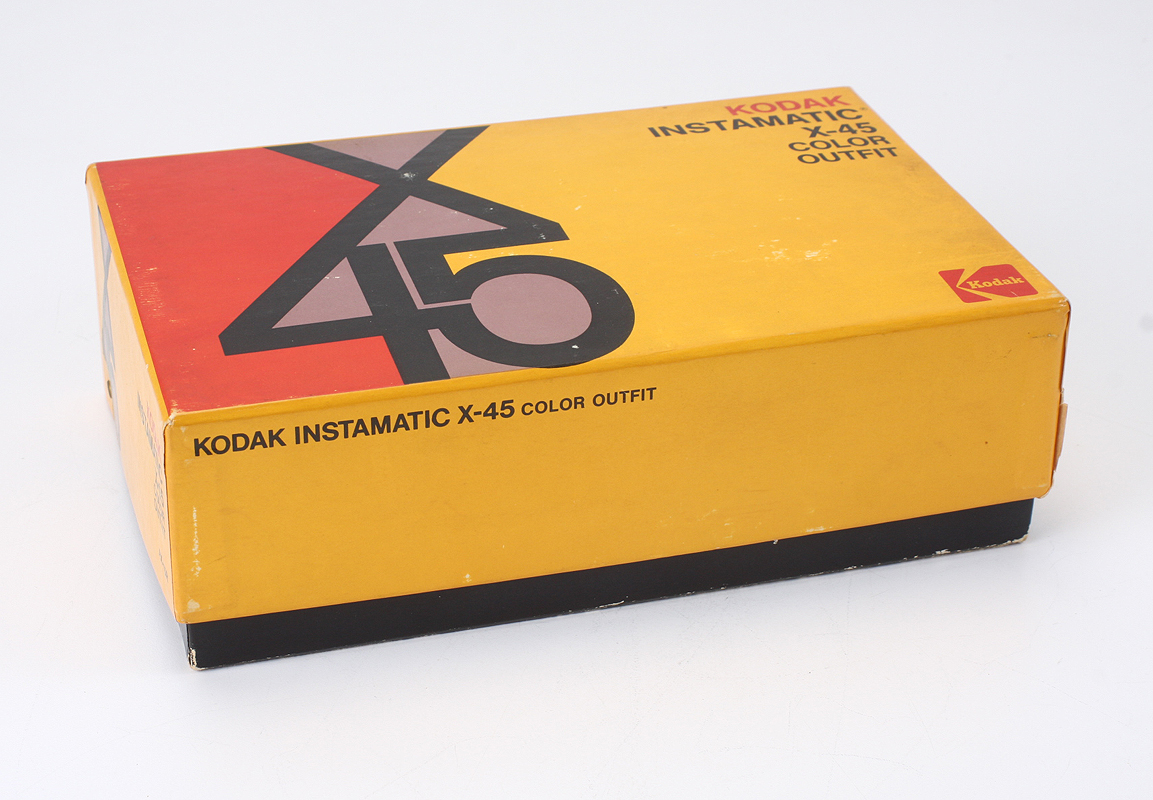 KODAK
INSTAMATIC
X-45
COLOR
OUTFIT
X
45
Kodak
KODAK INSTAMATIC X-45 COLOR OUTFIT